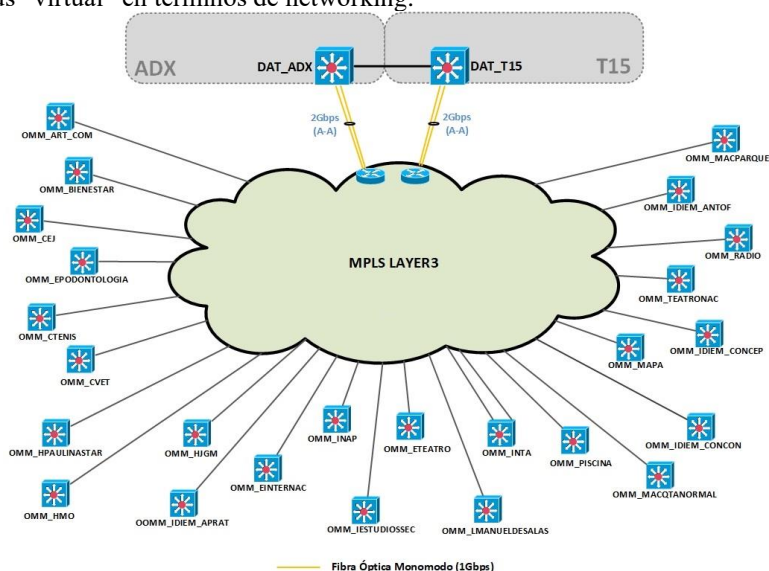 "virtual" en términos de networking.
ADX
DAT_ADX
DAT_T15
T15
2Gbps
(A-A)
2Gbps
(A-A)
OMM_ART_COM
OMM_MACPARQUE
OMM_BIENESTAR
OMM_IDIEM_ANTOF
OMM_CEJ
OMM_RADIO
MPLS LAYER3
OMM_EPODONTOLOGIA
OMM_TEATRONAC
OMM_CTENIS
OMM_IDIEM_CONCEP
OMM_MAPA
OMM_CVET
OMM_HPAULINASTAR
OMM_HJGM
OMM_INAP
OMM_ETEATRO
OMM_INTA
OMM_PISCINA
OMM_IDIEM_CONCON
OMM_EINTERNAC
OMM_MACQTANORMAL
OMM_HMO
OOMM_IDIEM_APRAT
OMM_IESTUDIOSSEC
OMM_LMANUELDESALAS
Fibra Óptica Monomodo (1Gbps)